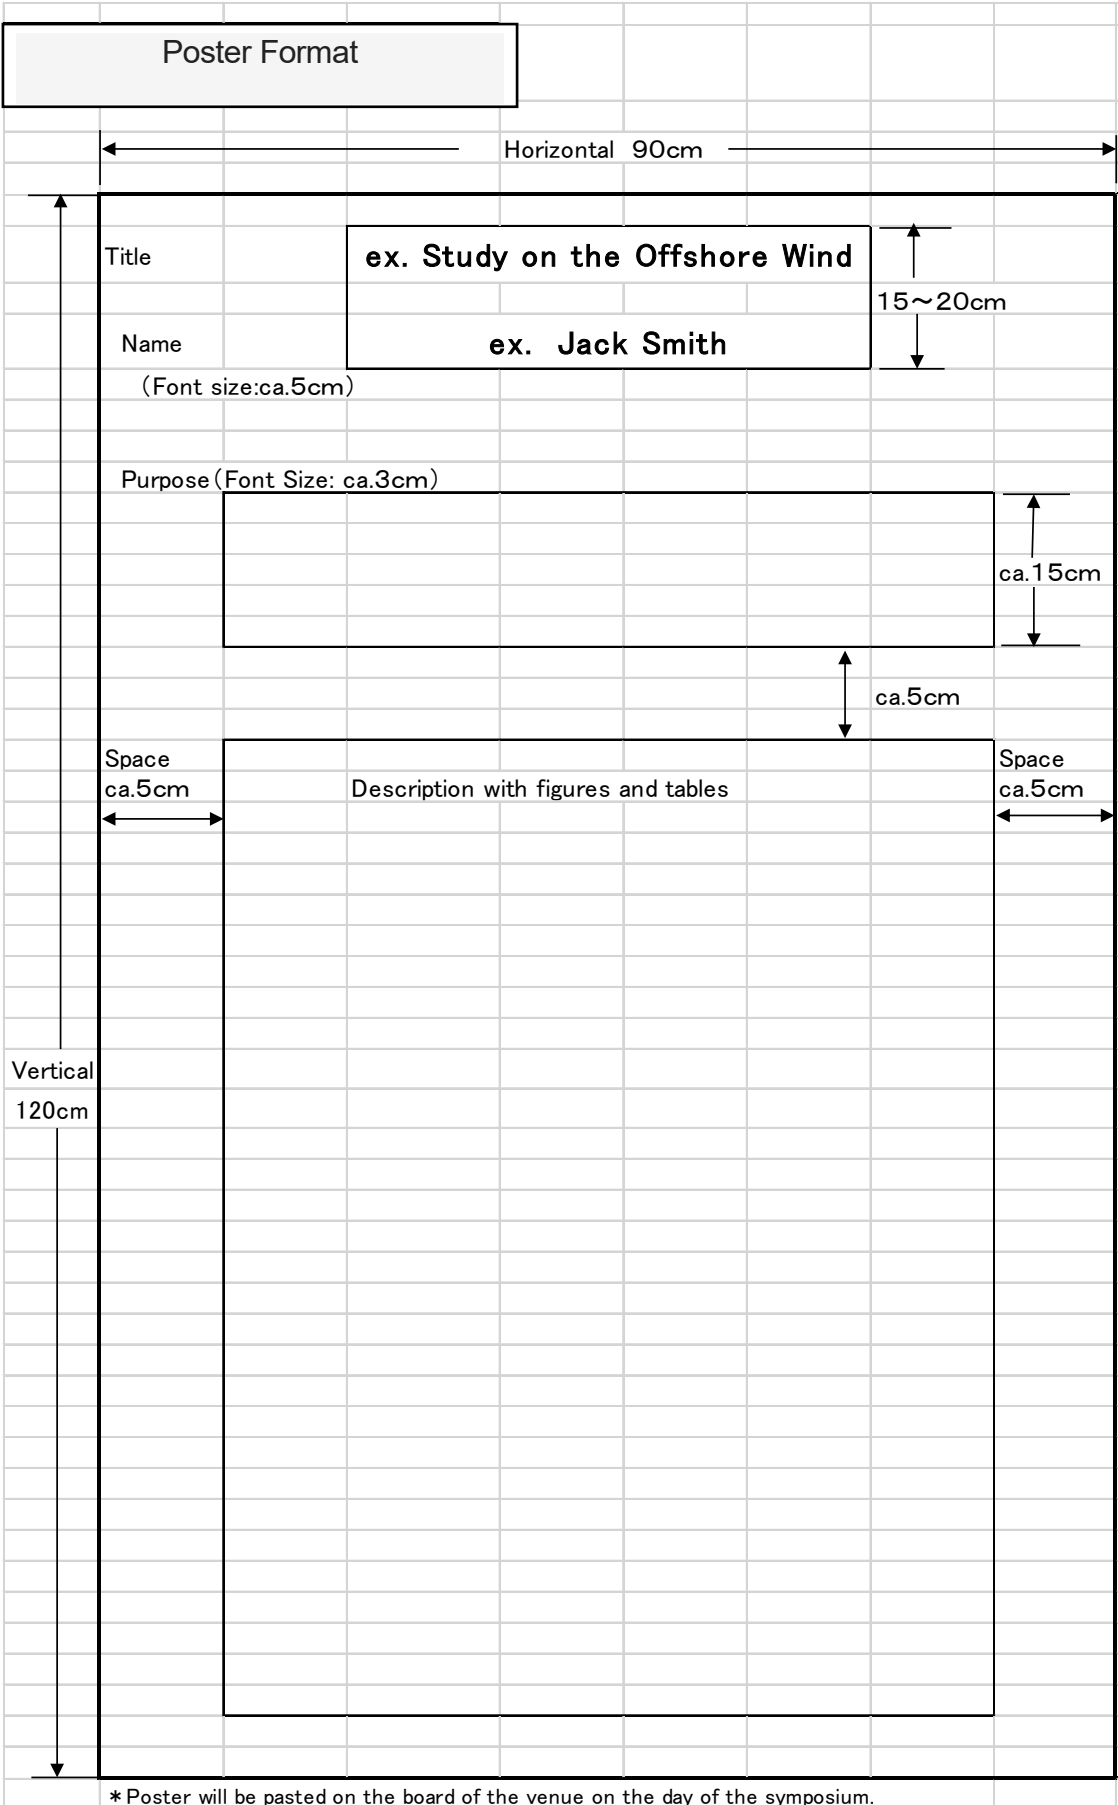 Poster Format
Horizontal 90cm
Title
ex. Study on the Offshore Wind
15～20cm
Name
ex. Jack Smith
（Font size:ca.5cm）
Purpose（Font Size: ca.3cm）
ca.15cm
ca.5cm
Space
ca.5cm
Space
ca.5cm
Description with figures and tables
Vertical
120cm
＊Poster will be pasted on the board of the venue on the day of the symposium.